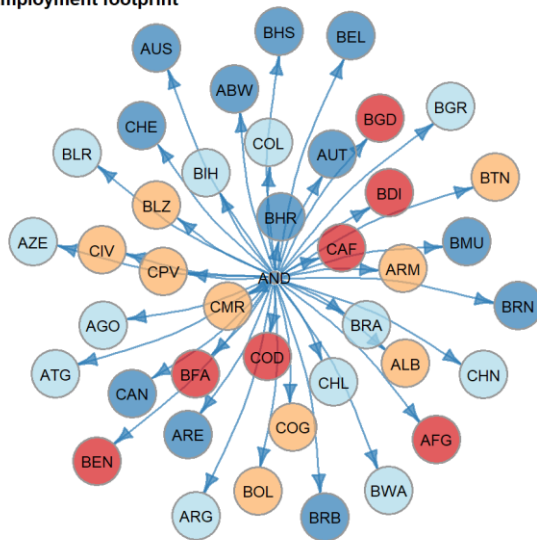 mployment footprint
BHS
BEL
AUS
ABW
BGR
BGD
CHE
COL
AUT
BLR
BIH
BTN
BDI
BLZ
BHR
AZE
CIV
CAF
BMU
CPV
AND
ARM
CMR
BRN
AGO
BRA
ATG
BFA
COD
ALB
CHN
CAN
CHL
ARE
COG
AFG
BEN
BOL
BWA
ARG
BRB